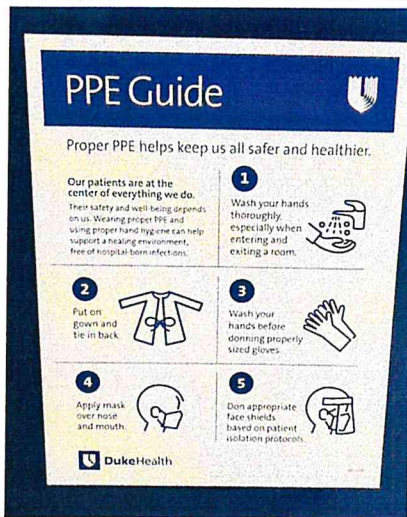 PPE Guide
Proper PPE helps keep us all safer and healthier.
Our patients are at the
center of everything we do.
Their safety and well-being depends
on us. Wearing proper PPE and
using proper hand hygiene can help
support a healing environment,
free of hospital-born infections.
1
Wash your hands
thoroughly,
especially when
entering and
exiting a room.
2
Put on
gown and
tie in back.
3
Wash your
hands before
donning properly
sized gloves.
4
Apply mask
over nose
and mouth.
5
Don appropriate
face shields
based on patient
isolation protocols.
DukeHealth